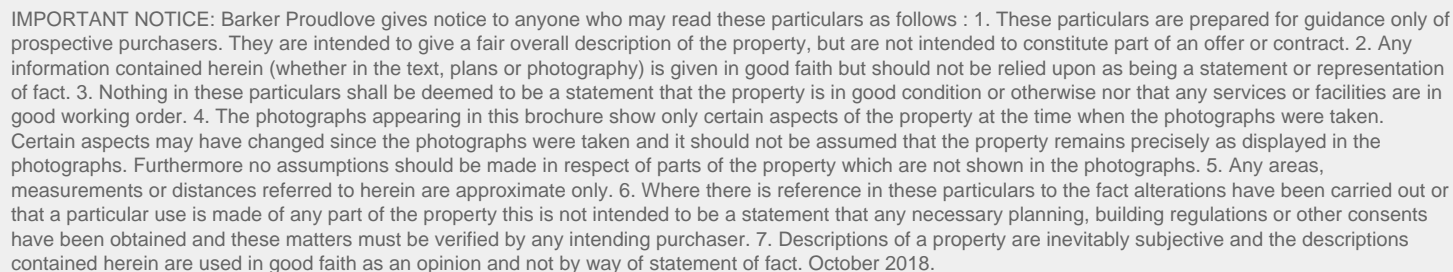 IMPORTANT NOTICE: Barker Proudlove gives notice to anyone who may read these particulars as follows : 1. These particulars are prepared for guidance only of
prospective purchasers. They are intended to give a fair overall description of the property, but are not intended to constitute part of an offer or contract. 2. Any
information contained herein (whether in the text, plans or photography) is given in good faith but should not be relied upon as being a statement or representation
of fact. 3. Nothing in these particulars shall be deemed to be a statement that the property is in good condition or otherwise nor that any services or facilities are in
good working order. 4. The photographs appearing in this brochure show only certain aspects of the property at the time when the photographs were taken.
Certain aspects may have changed since the photographs were taken and it should not be assumed that the property remains precisely as displayed in the
photographs. Furthermore no assumptions should be made in respect of parts of the property which are not shown in the photographs. 5. Any areas,
measurements or distances referred to herein are approximate only. 6. Where there is reference in these particulars to the fact alterations have been carried out or
that a particular use is made of any part of the property this is not intended to be a statement that any necessary planning, building regulations or other consents
have been obtained and these matters must be verified by any intending purchaser. 7. Descriptions of a property are inevitably subjective and the descriptions
contained herein are used in good faith as an opinion and not by way of statement of fact. October 2018.